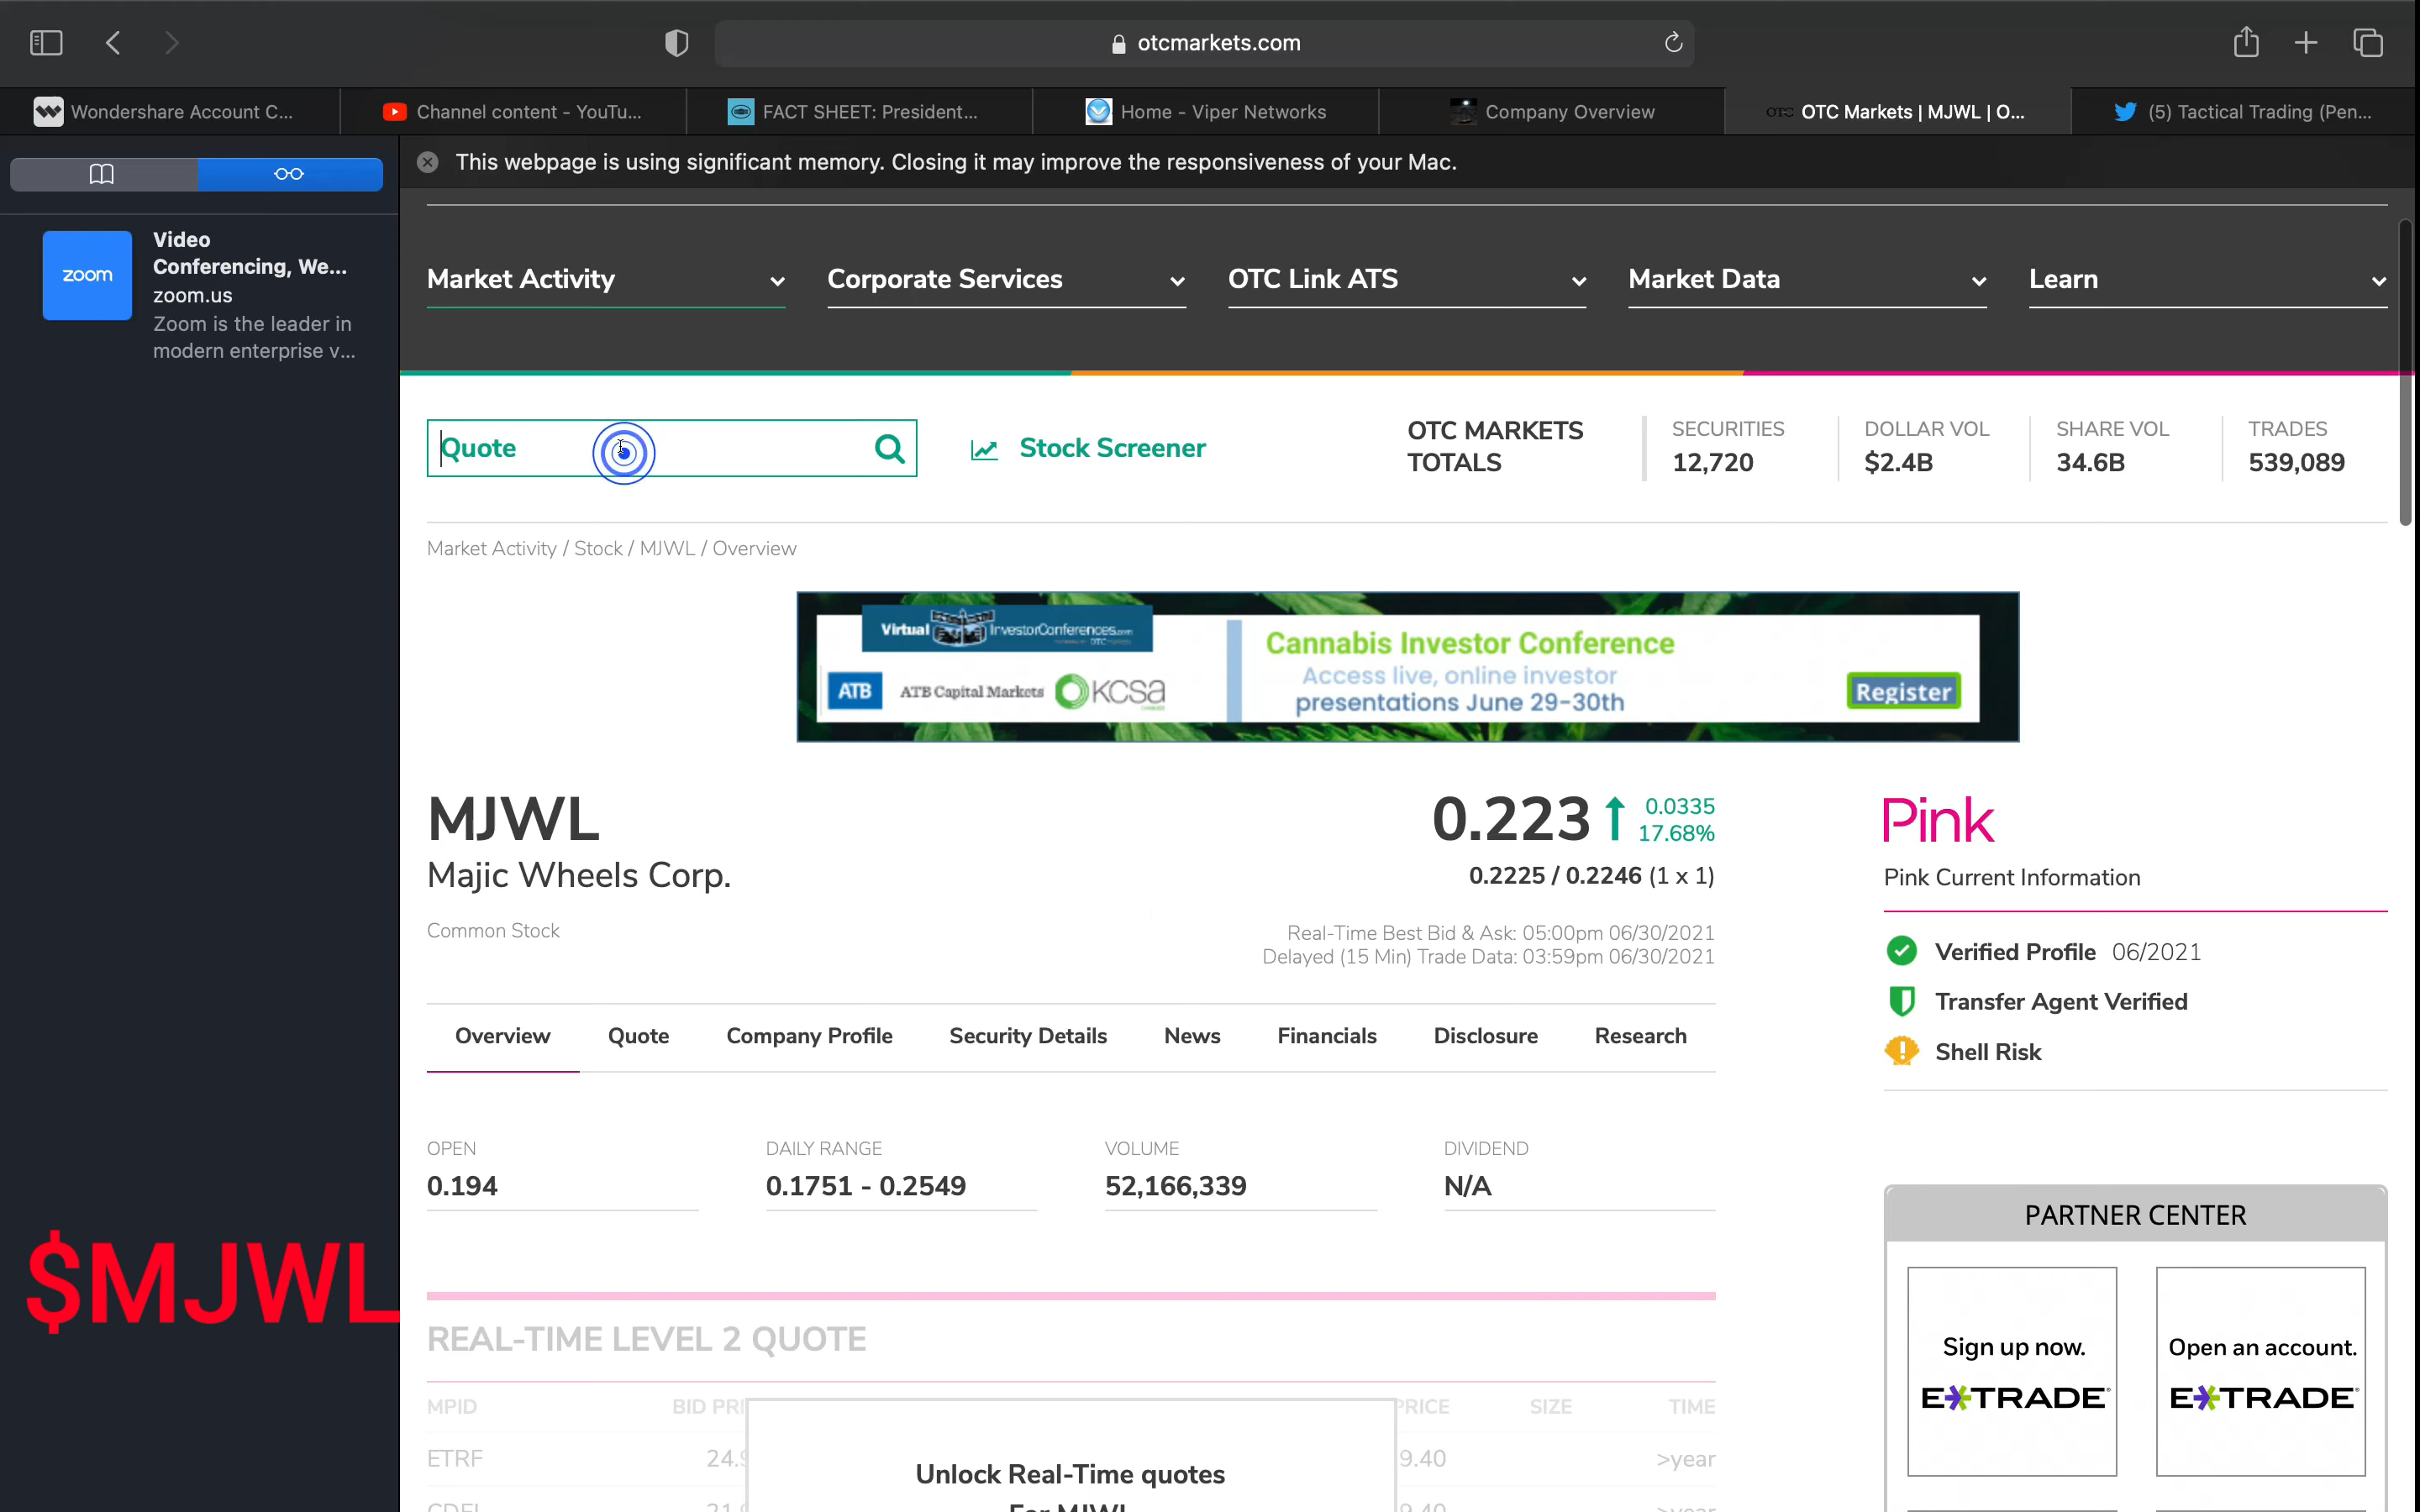 otcmarkets.com
Wondershare Account C...
Channel content - YouTu...
FACT SHEET: President...
Home - Viper Networks
Company Overview
OTC Markets | MJWL | O...
(5) Tactical Trading (Pen...
This webpage is using significant memory. Closing it may improve the responsiveness of your Mac.
zoom
Video
Conferencing, We...
zoom.us
Zoom is the leader in
modern enterprise v...
Market Activity
Corporate Services
OTC Link ATS
Market Data
Learn
Quote
Stock Screener
OTC MARKETS
TOTALS
SECURITIES
12,720
DOLLAR VOL
$2.4B
SHARE VOL
34.6B
TRADES
539,089
Market Activity / Stock / MJWL / Overview
Virtual InvestorConferences.com
ATB ATB Capital Markets KCSA
Cannabis Investor Conference
Access live, online investor
presentations June 29-30th
Register
MJWL
Majic Wheels Corp.
Common Stock
0.223
0.0335
17.68%
0.2225 / 0.2246 (1 x 1)
Real-Time Best Bid & Ask: 05:00pm 06/30/2021
Delayed (15 Min) Trade Data: 03:59pm 06/30/2021
Pink
Pink Current Information
Verified Profile 06/2021
Transfer Agent Verified
Shell Risk
Overview
Quote
Company Profile
Security Details
News
Financials
Disclosure
Research
OPEN
0.194
DAILY RANGE
0.1751 - 0.2549
VOLUME
52,166,339
DIVIDEND
N/A
$MJWL
REAL-TIME LEVEL 2 QUOTE
MPID
BID PRI
PRICE
SIZE
TIME
ETRF
24.9
9.40
>year
Unlock Real-Time quotes
For MJWL
PARTNER CENTER
Sign up now.
E*TRADE
Open an account.
E*TRADE